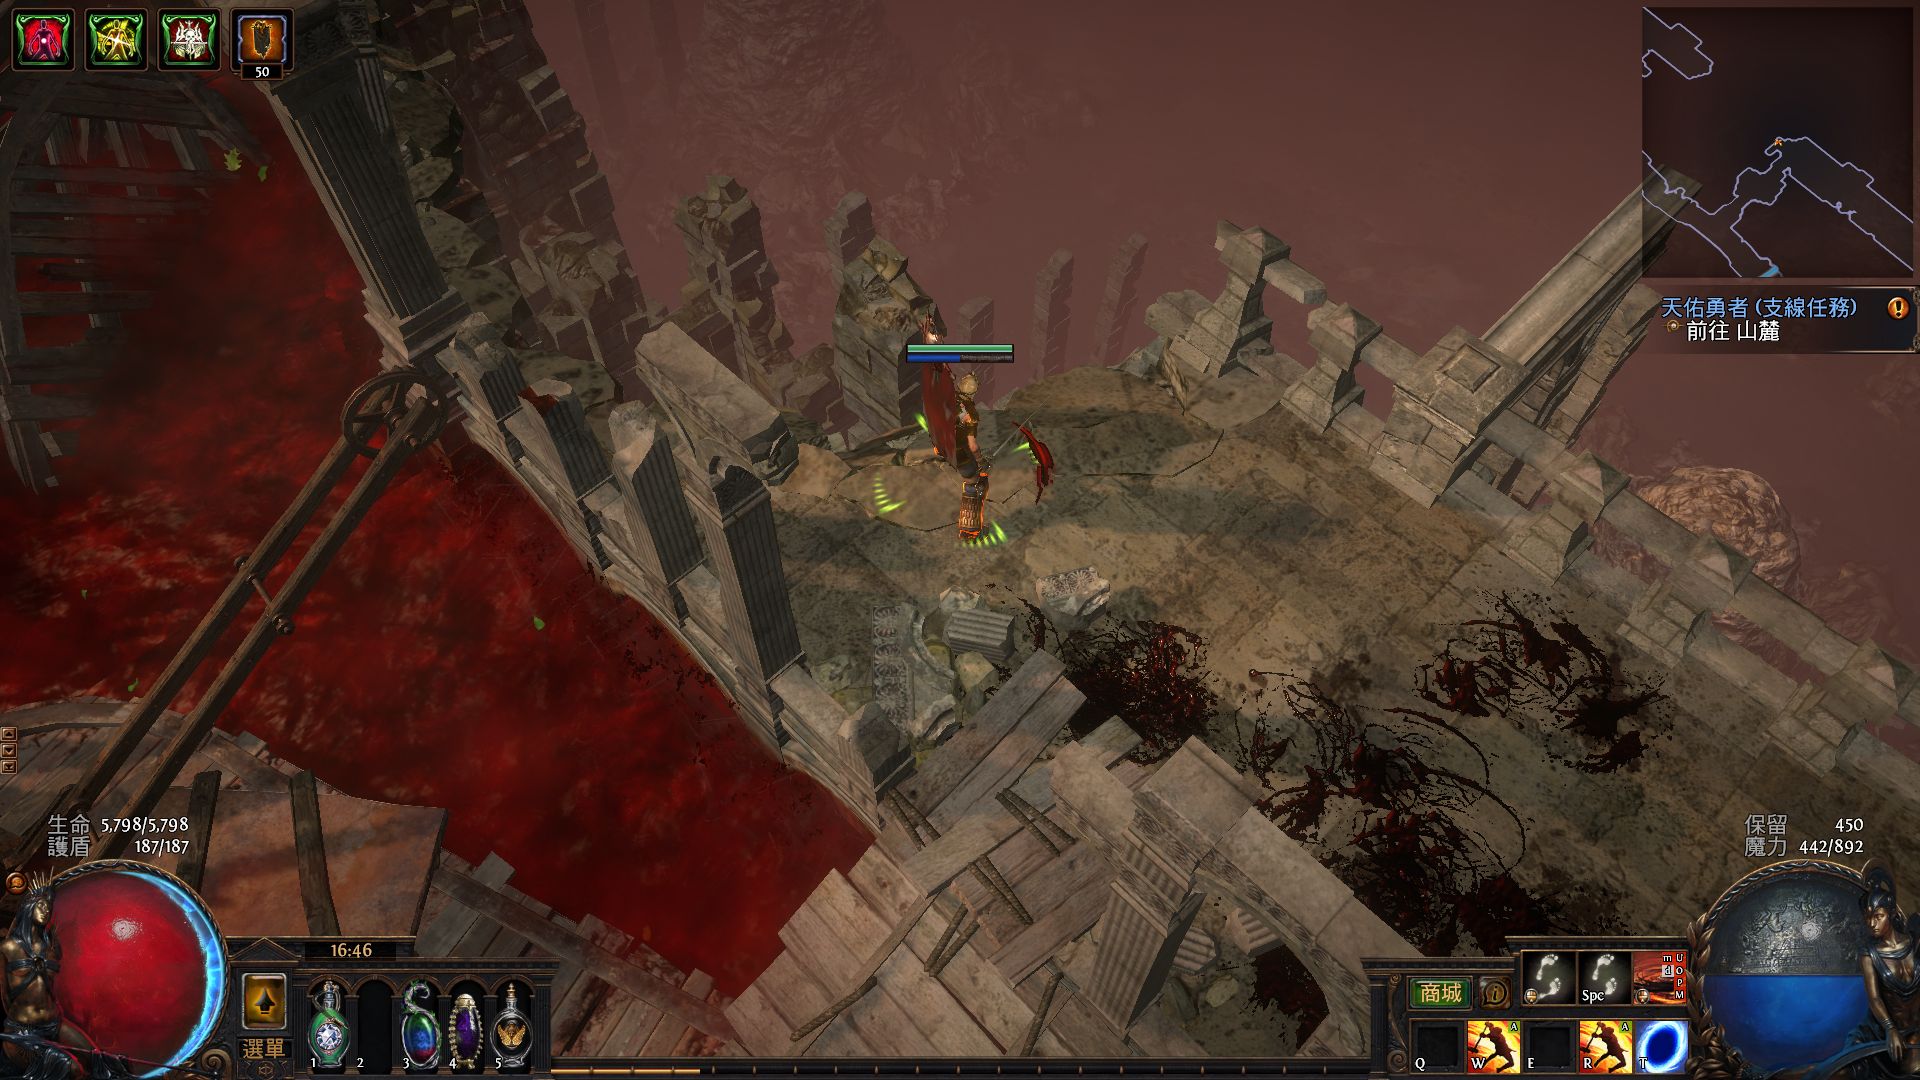 50
天佑勇者 (支線任務)
前往 山麓
生命 5,798/5,798
護盾 187/187
保留 450
魔力 442/892
16:46
選單
1 2 3 4 5
商城
Spc
Q W E R T
A A
m U
d O
P
M